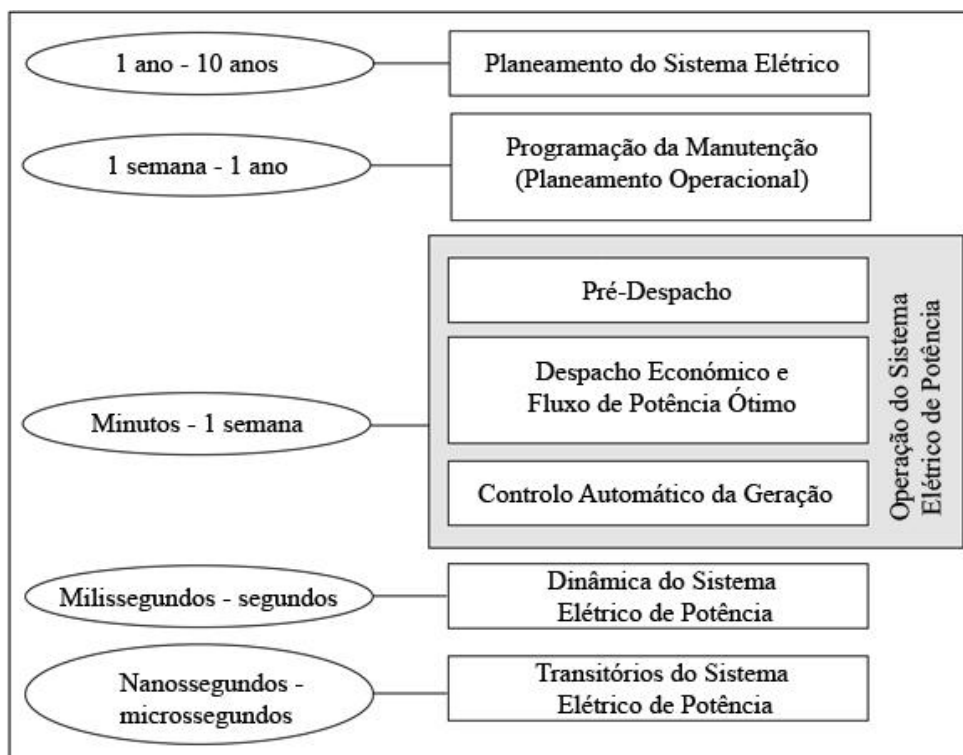 1 ano - 10 anos
Planeamento do Sistema Elétrico
1 semana - 1 ano
Programação da Manutenção
(Planeamento Operacional)
Minutos - 1 semana
Pré-Despacho
Despacho Económico e
Fluxo de Potência Ótimo
Controlo Automático da Geração
Operação do Sistema
Elétrico de Potência
Milissegundos - segundos
Dinâmica do Sistema
Elétrico de Potência
Nanossegundos -
microssegundos
Transitórios do Sistema
Elétrico de Potência